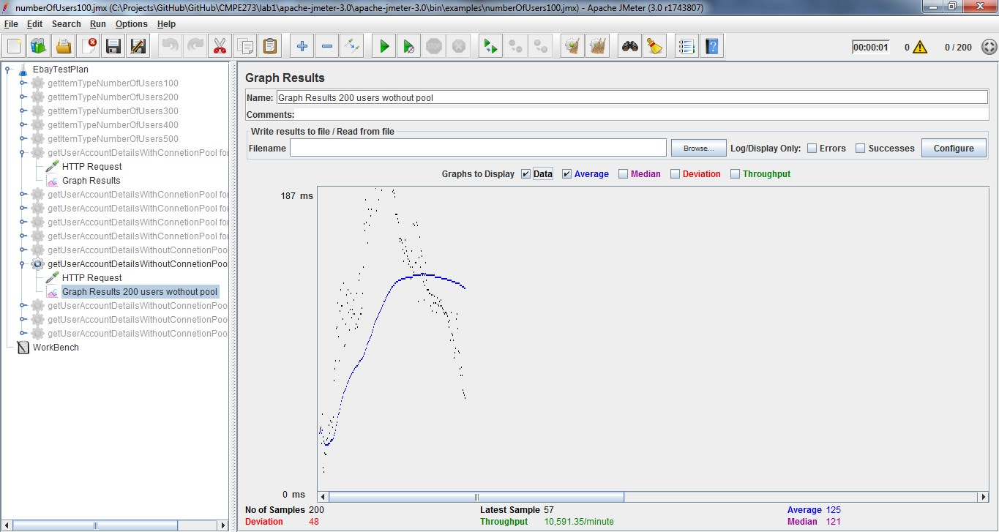 numberOfUsers100.jmx (C:\Projects\GitHub\GitHub\CMPE273\lab1\apache-jmeter-3.0\apache-jmeter-3.0\bin\examples\numberOfUsers100.jmx) - Apache JMeter (3.0 r1743807)
File Edit Search Run Options Help
00:00:01 0 0 / 200
EbayTestPlan
getItemTypeNumberOfUsers100
getItemTypeNumberOfUsers200
getItemTypeNumberOfUsers300
getItemTypeNumberOfUsers400
getItemTypeNumberOfUsers500
getUserAccountDetailsWithConnetionPool for
HTTP Request
Graph Results
getUserAccountDetailsWithConnetionPool for
getUserAccountDetailsWithConnetionPool for
getUserAccountDetailsWithConnetionPool for
getUserAccountDetailsWithConnetionPool for
getUserAccountDetailsWithoutConnetionPoo
getUserAccountDetailsWithoutConnetionPoo
HTTP Request
Graph Results 200 users wothout pool
getUserAccountDetailsWithoutConnetionPoo
getUserAccountDetailsWithoutConnetionPoo
getUserAccountDetailsWithoutConnetionPoo
WorkBench
Graph Results
Name: Graph Results 200 users wothout pool
Comments:
Write results to file / Read from file
Filename Browse... Log/Display Only: Errors Successes Configure
Graphs to Display Data Average Median Deviation Throughput
187 ms
0 ms
No of Samples 200 Latest Sample 57 Average 125
Deviation 48 Throughput 10,591.35/minute Median 121